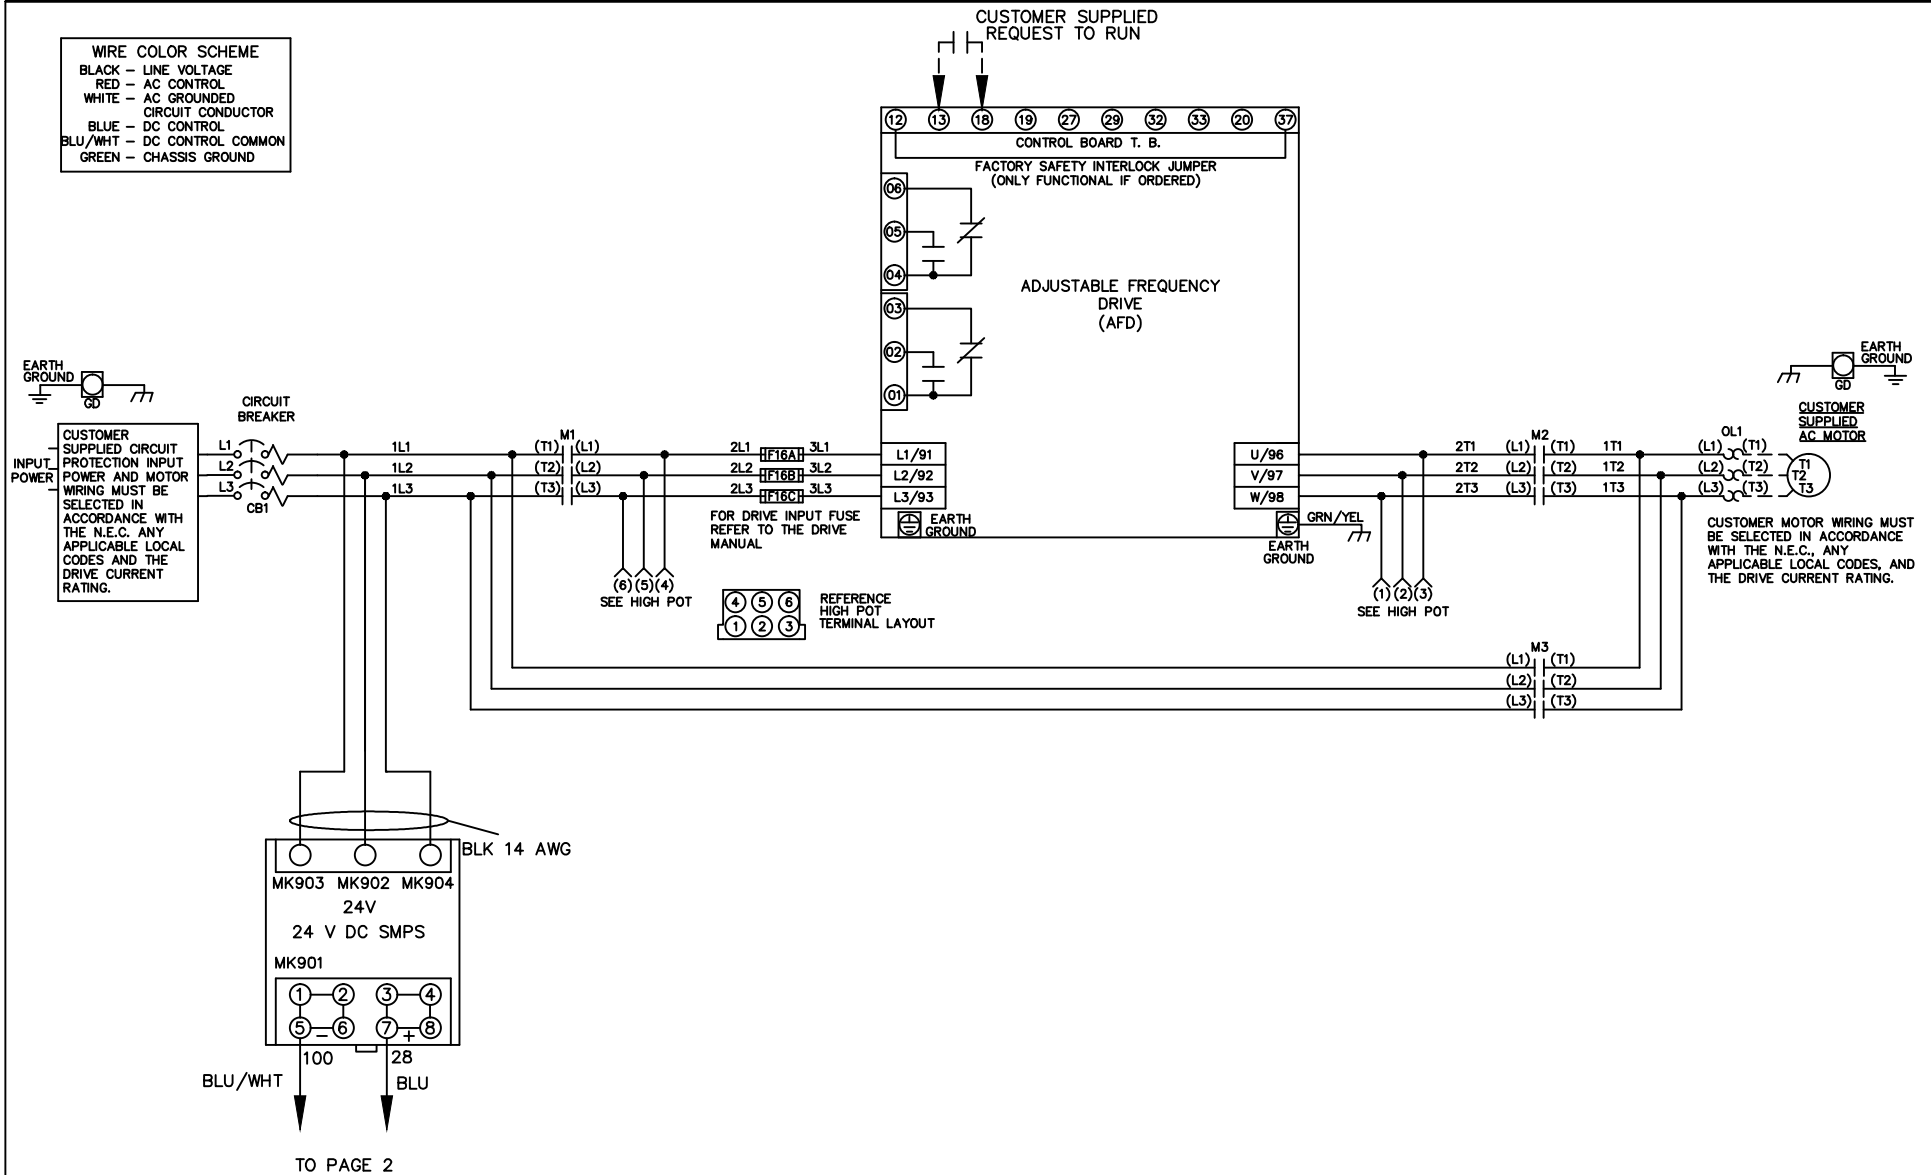 CUSTOMER SUPPLIED
REQUEST TO RUN
WIRE COLOR SCHEME
BLACK – LINE VOLTAGE
RED – AC CONTROL
WHITE – AC GROUNDED
CIRCUIT CONDUCTOR
BLUE – DC CONTROL
BLU/WHT – DC CONTROL COMMON
GREEN – CHASSIS GROUND
12 13 18 19 27 29 32 33 20 37
CONTROL BOARD T. B.
FACTORY SAFETY INTERLOCK JUMPER
(ONLY FUNCTIONAL IF ORDERED)
06
05
04
03
02
01
ADJUSTABLE FREQUENCY
DRIVE
(AFD)
EARTH
GROUND
GD
CIRCUIT
BREAKER
INPUT
POWER
CUSTOMER
SUPPLIED CIRCUIT
PROTECTION INPUT
POWER AND MOTOR
WIRING MUST BE
SELECTED IN
ACCORDANCE WITH
THE N.E.C. ANY
APPLICABLE LOCAL
CODES AND THE
DRIVE CURRENT
RATING.
L1
L2
L3
CB1
1L1
1L2
1L3
M1
(T1) (L1)
(T2) (L2)
(T3) (L3)
2L1 F16A 3L1
2L2 F16B 3L2
2L3 F16C 3L3
FOR DRIVE INPUT FUSE
REFER TO THE DRIVE
MANUAL
L1/91
L2/92
L3/93
EARTH
GROUND
U/96
V/97
W/98
GRN/YEL
EARTH
GROUND
(6) (5) (4)
SEE HIGH POT
4 5 6
1 2 3
REFERENCE
HIGH POT
TERMINAL LAYOUT
2T1
2T2
2T3
M2
(L1) (T1)
(L2) (T2)
(L3) (T3)
1T1
1T2
1T3
OL1
(L1) (T1)
(L2) (T2)
(L3) (T3)
T1
T2
T3
EARTH
GROUND
GD
CUSTOMER
SUPPLIED
AC MOTOR
CUSTOMER MOTOR WIRING MUST
BE SELECTED IN ACCORDANCE
WITH THE N.E.C., ANY
APPLICABLE LOCAL CODES, AND
THE DRIVE CURRENT RATING.
(1) (2) (3)
SEE HIGH POT
M3
(L1) (T1)
(L2) (T2)
(L3) (T3)
BLK 14 AWG
MK903 MK902 MK904
24V
24 V DC SMPS
MK901
1 2 3 4
5 – 6 7 + 8
100 28
BLU/WHT BLU
TO PAGE 2